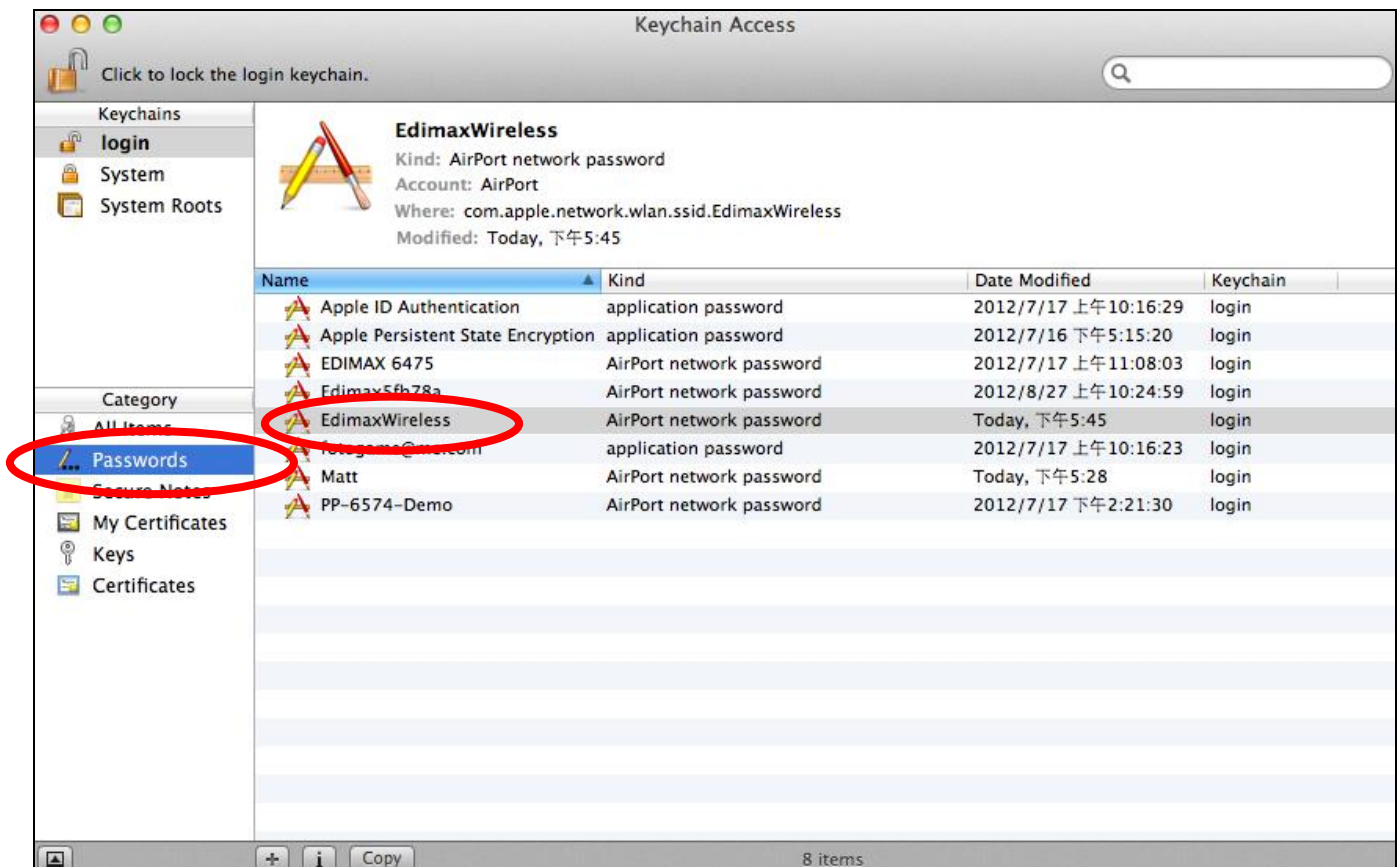 Keychain Access
Click to lock the login keychain.
Keychains
login
System
System Roots
EdimaxWireless
Kind: AirPort network password
Account: AirPort
Where: com.apple.network.wlan.ssid.EdimaxWireless
Modified: Today, 下午5:45
Name Kind Date Modified Keychain
Apple ID Authentication application password 2012/7/17 上午10:16:29 login
Apple Persistent State Encryption application password 2012/7/16 下午5:15:20 login
EDIMAX 6475 AirPort network password 2012/7/17 上午11:08:03 login
AirPort network password 2012/8/27 上午10:24:59 login
EdimaxWireless AirPort network password Today, 下午5:45 login
application password 2012/7/17 上午10:16:23 login
Matt AirPort network password Today, 下午5:28 login
PP-6574-Demo AirPort network password 2012/7/17 下午2:21:30 login
Category
All Items
Passwords
Secure Notes
My Certificates
Keys
Certificates
+ i Copy 8 items